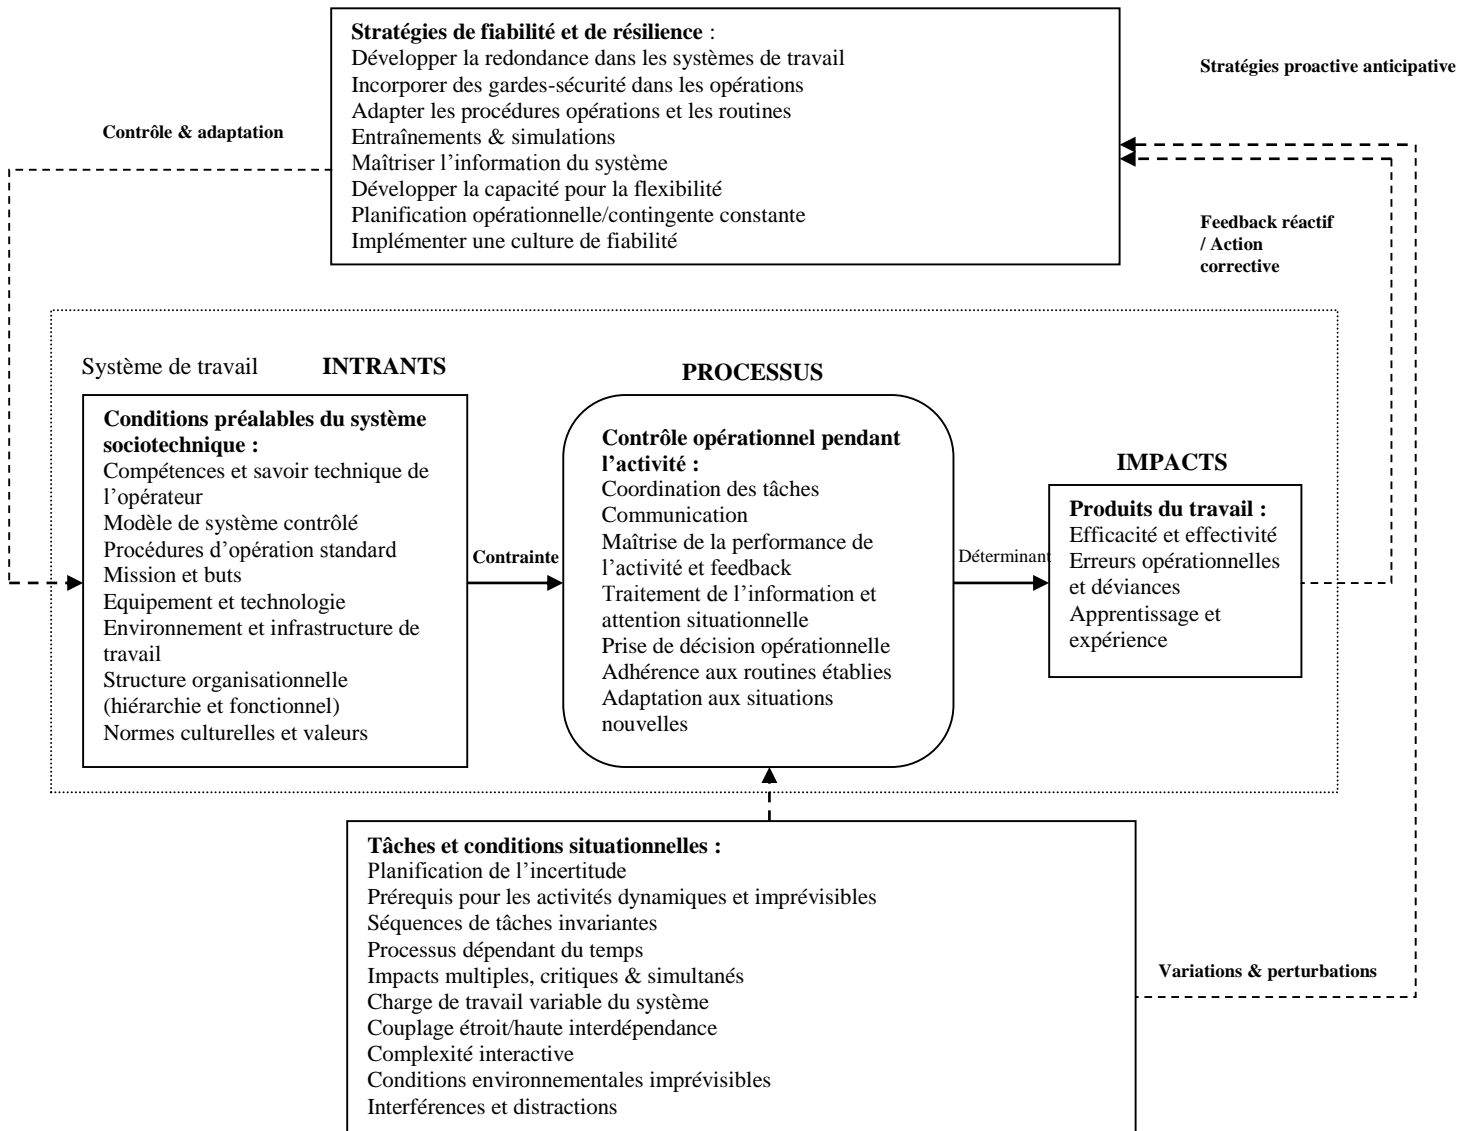 Stratégies de fiabilité et de résilience :
Développer la redondance dans les systèmes de travail
Incorporer des gardes-sécurité dans les opérations
Adapter les procédures opérations et les routines
Entraînements & simulations
Maîtriser l'information du système
Développer la capacité pour la flexibilité
Planification opérationnelle/contingente constante
Implémenter une culture de fiabilité
Stratégies proactive anticipative
Contrôle & adaptation
Feedback réactif
/ Action
corrective
Système de travail
INTRANTS
PROCESSUS
IMPACTS
Conditions préalables du système
sociotechnique :
Compétences et savoir technique de
l'opérateur
Modèle de système contrôlé
Procédures d'opération standard
Mission et buts
Equipement et technologie
Environnement et infrastructure de
travail
Structure organisationnelle
(hiérarchie et fonctionnel)
Normes culturelles et valeurs
Contrainte
Contrôle opérationnel pendant
l'activité :
Coordination des tâches
Communication
Maîtrise de la performance de
l'activité et feedback
Traitement de l'information et
attention situationnelle
Prise de décision opérationnelle
Adhérence aux routines établies
Adaptation aux situations
nouvelles
Déterminant
Produits du travail :
Efficacité et effectivité
Erreurs opérationnelles
et déviances
Apprentissage et
expérience
Tâches et conditions situationnelles :
Planification de l'incertitude
Prérequis pour les activités dynamiques et imprévisibles
Séquences de tâches invariantes
Processus dépendant du temps
Impacts multiples, critiques & simultanés
Charge de travail variable du système
Couplage étroit/haute interdépendance
Complexité interactive
Conditions environnementales imprévisibles
Interférences et distractions
Variations & perturbations